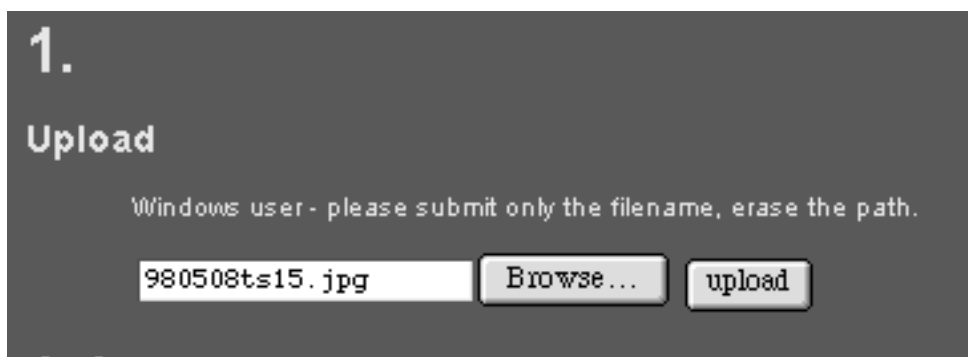 1.
Upload
Windows user - please submit only the filename, erase the path.
980508ts15.jpg Browse... upload